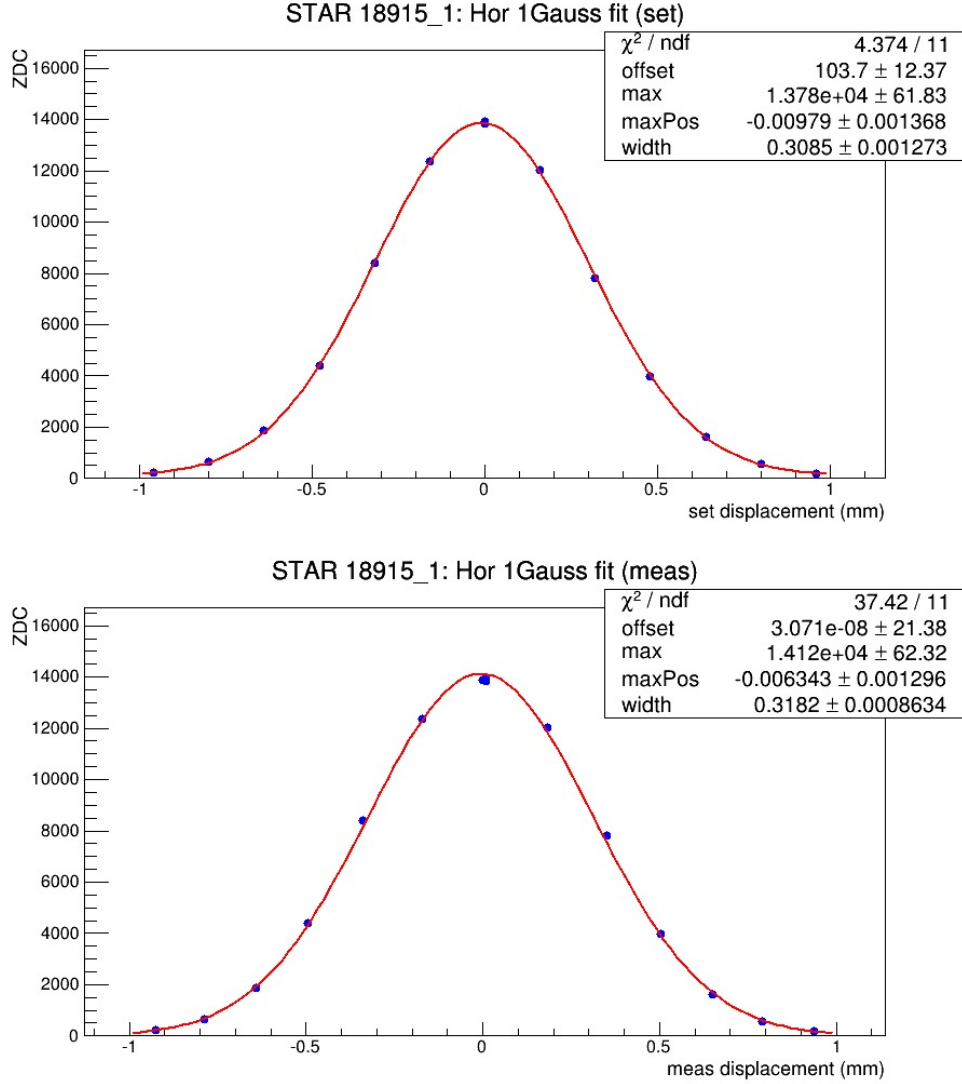 STAR 18915_1: Hor 1Gauss fit (set)
χ² / ndf 4.374 / 11
offset 103.7 ± 12.37
max 1.378e+04 ± 61.83
maxPos -0.00979 ± 0.001368
width 0.3085 ± 0.001273
ZDC
16000
14000
12000
10000
8000
6000
4000
2000
0
-1 -0.5 0 0.5 1
set displacement (mm)
STAR 18915_1: Hor 1Gauss fit (meas)
χ² / ndf 37.42 / 11
offset 3.071e-08 ± 21.38
max 1.412e+04 ± 62.32
maxPos -0.006343 ± 0.001296
width 0.3182 ± 0.0008634
ZDC
16000
14000
12000
10000
8000
6000
4000
2000
0
-1 -0.5 0 0.5 1
meas displacement (mm)